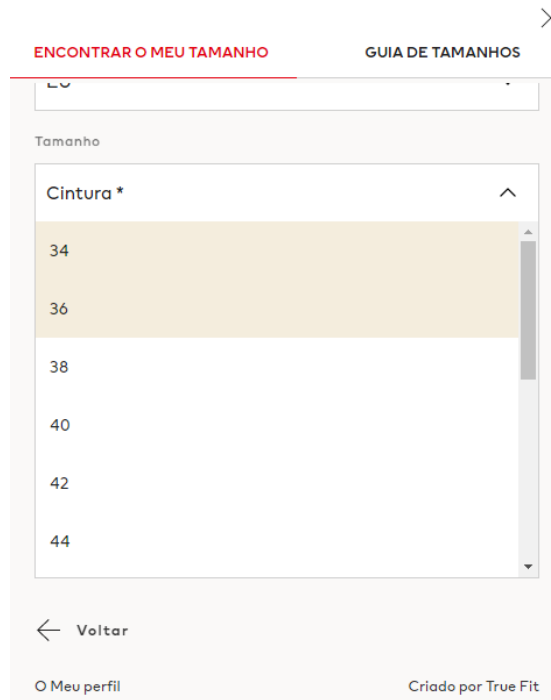 ENCONTRAR O MEU TAMANHO GUIA DE TAMANHOS
Tamanho
Cintura *
34
36
38
40
42
44
Voltar
O Meu perfil Criado por True Fit